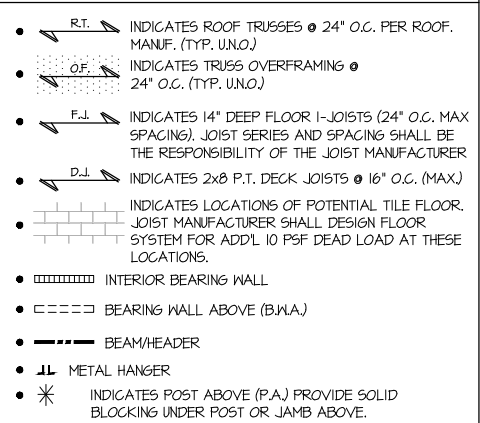 R.T. INDICATES ROOF TRUSSES @ 24" O.C. PER ROOF.
MANUF. (TYP. U.N.O.)
O.F. INDICATES TRUSS OVERFRAMING @
24" O.C. (TYP. U.N.O.)
F.J. INDICATES 14" DEEP FLOOR I-JOISTS (24" O.C. MAX
SPACING). JOIST SERIES AND SPACING SHALL BE
THE RESPONSIBILITY OF THE JOIST MANUFACTURER
D.J. INDICATES 2x8 P.T. DECK JOISTS @ 16" O.C. (MAX.)
INDICATES LOCATIONS OF POTENTIAL TILE FLOOR.
JOIST MANUFACTURER SHALL DESIGN FLOOR
SYSTEM FOR ADD'L 10 PSF DEAD LOAD AT THESE
LOCATIONS.
INTERIOR BEARING WALL
BEARING WALL ABOVE (B.W.A.)
BEAM/HEADER
METAL HANGER
INDICATES POST ABOVE (P.A.) PROVIDE SOLID
BLOCKING UNDER POST OR JAMB ABOVE.